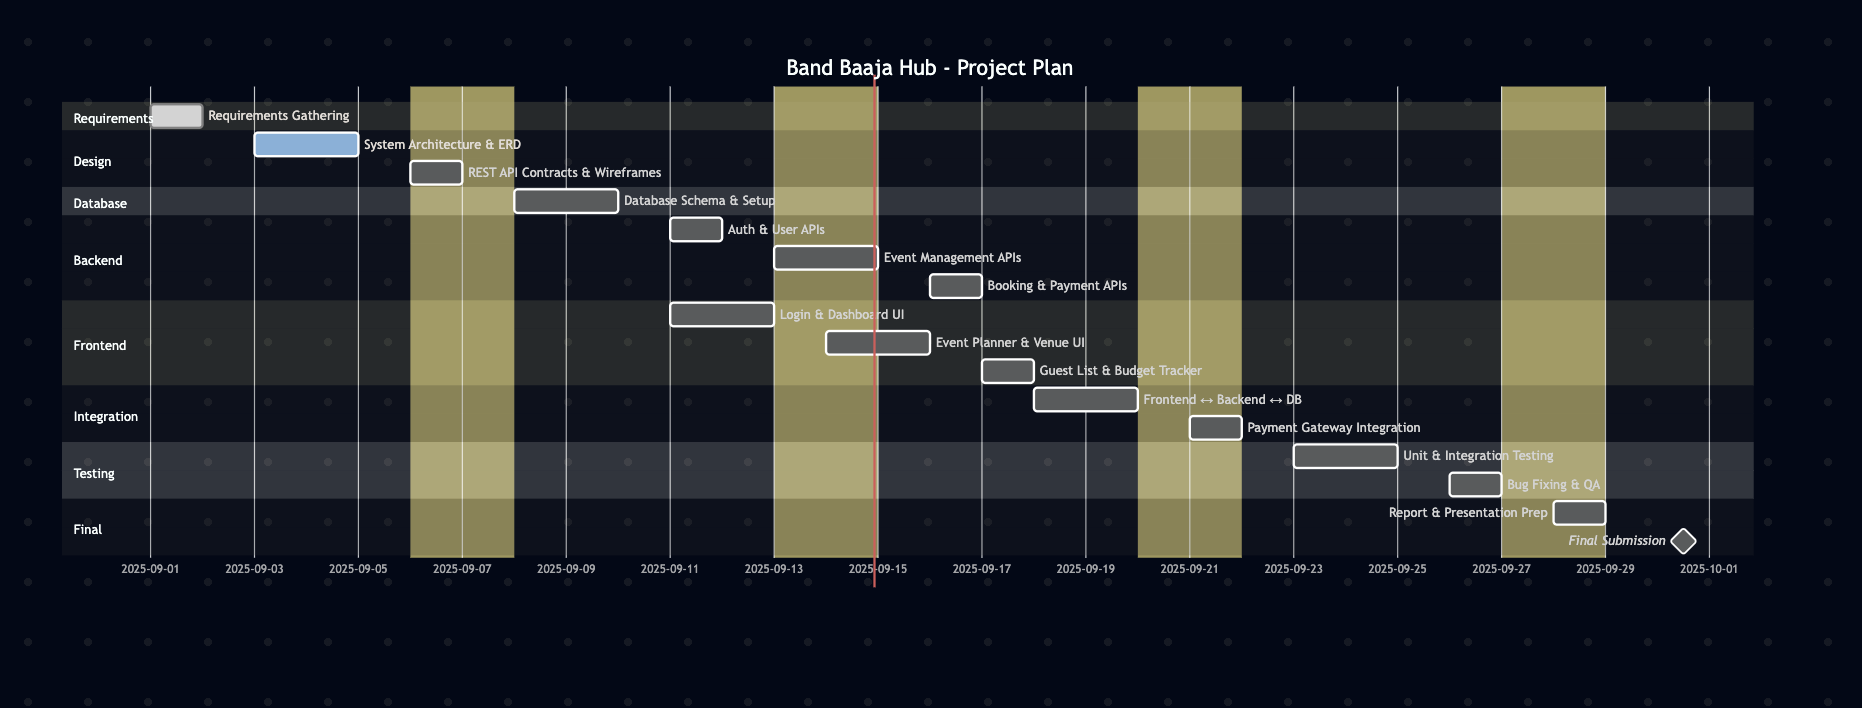 Band Baaja Hub - Project Plan
Requirements
Requirements Gathering
Design
System Architecture & ERD
REST API Contracts & Wireframes
Database
Database Schema & Setup
Backend
Auth & User APIs
Event Management APIs
Booking & Payment APIs
Frontend
Login & Dashboard UI
Event Planner & Venue UI
Guest List & Budget Tracker
Integration
Frontend ↔ Backend ↔ DB
Payment Gateway Integration
Testing
Unit & Integration Testing
Bug Fixing & QA
Final
Report & Presentation Prep
Final Submission
2025-09-01 2025-09-03 2025-09-05 2025-09-07 2025-09-09 2025-09-11 2025-09-13 2025-09-15 2025-09-17 2025-09-19 2025-09-21 2025-09-23 2025-09-25 2025-09-27 2025-09-29 2025-10-01